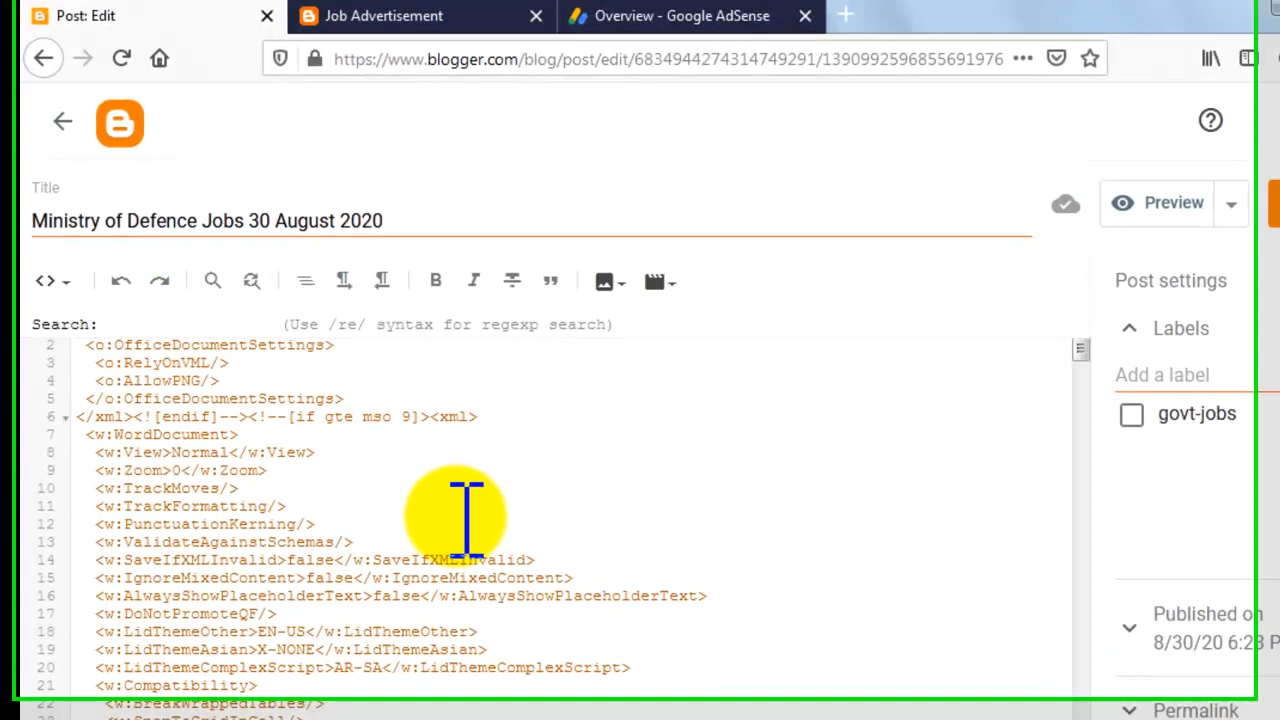 Post: Edit
Job Advertisement
Overview - Google AdSense
https://www.blogger.com/blog/post/edit/6834944274314749291/1390992596855691976
Title
Ministry of Defence Jobs 30 August 2020
Preview
Search: (Use /re/ syntax for regexp search)
2 <o:OfficeDocumentSettings>
3 <o:RelyOnVML/>
4 <o:AllowPNG/>
5 </o:OfficeDocumentSettings>
6 </xml><![endif]--><!--[if gte mso 9]><xml>
7 <w:WordDocument>
8 <w:View>Normal</w:View>
9 <w:Zoom>0</w:Zoom>
10 <w:TrackMoves/>
11 <w:TrackFormatting/>
12 <w:PunctuationKerning/>
13 <w:ValidateAgainstSchemas/>
14 <w:SaveIfXMLInvalid>false</w:SaveIfXMLInvalid>
15 <w:IgnoreMixedContent>false</w:IgnoreMixedContent>
16 <w:AlwaysShowPlaceholderText>false</w:AlwaysShowPlaceholderText>
17 <w:DoNotPromoteQF/>
18 <w:LidThemeOther>EN-US</w:LidThemeOther>
19 <w:LidThemeAsian>X-NONE</w:LidThemeAsian>
20 <w:LidThemeComplexScript>AR-SA</w:LidThemeComplexScript>
21 <w:Compatibility>
22 <w:BreakWrappedTables/>
Post settings
Labels
Add a label
govt-jobs
Published on
8/30/20 6:23 P
Permalink